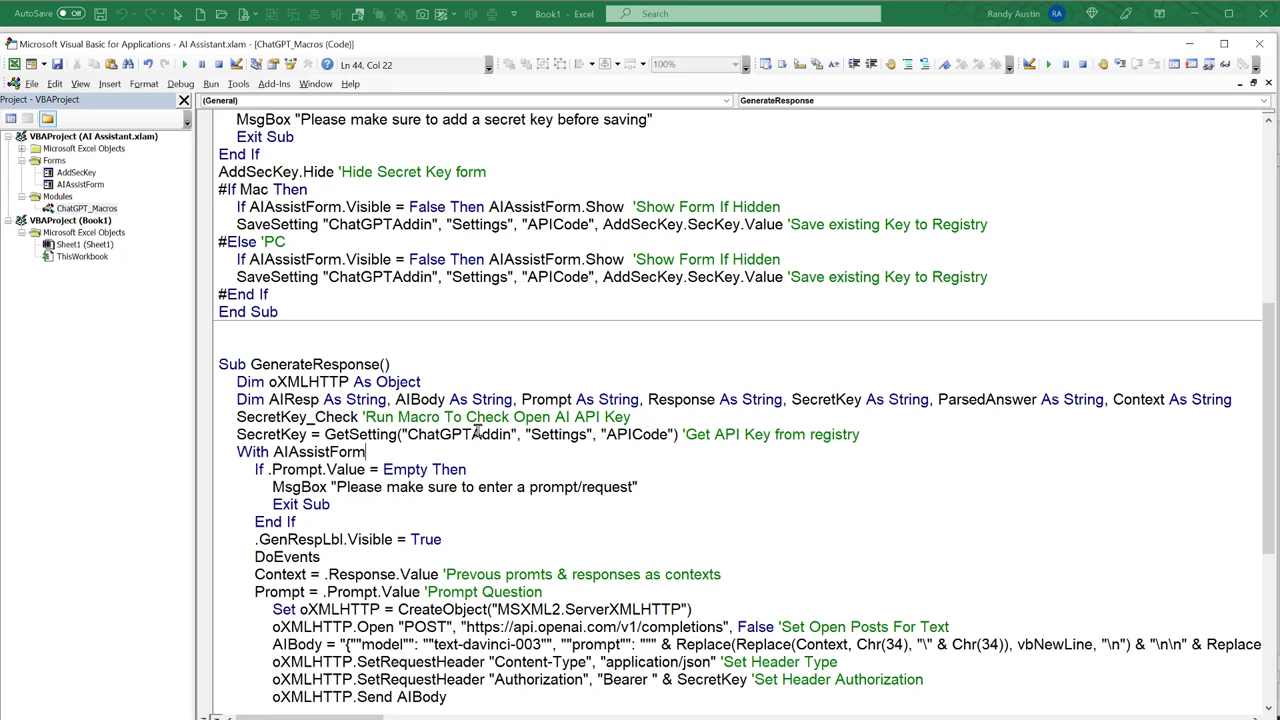 AutoSave Off Book1 - Excel Search Randy Austin RA
Microsoft Visual Basic for Applications - AI Assistant.xlam - [ChatGPT_Macros (Code)]
Ln 44, Col 22 100%
File Edit View Insert Format Debug Run Tools Add-Ins Window Help
Project - VBAProject
(General) GenerateResponse
VBAProject (AI Assistant.xlam)
Microsoft Excel Objects
Forms
AddSecKey
AIAssistForm
Modules
ChatGPT_Macros
VBAProject (Book1)
Microsoft Excel Objects
Sheet1 (Sheet1)
ThisWorkbook
MsgBox "Please make sure to add a secret key before saving"
Exit Sub
End If
AddSecKey.Hide 'Hide Secret Key form
#If Mac Then
If AIAssistForm.Visible = False Then AIAssistForm.Show 'Show Form If Hidden
SaveSetting "ChatGPTAddin", "Settings", "APICode", AddSecKey.SecKey.Value 'Save existing Key to Registry
#Else 'PC
If AIAssistForm.Visible = False Then AIAssistForm.Show 'Show Form If Hidden
SaveSetting "ChatGPTAddin", "Settings", "APICode", AddSecKey.SecKey.Value 'Save existing Key to Registry
#End If
End Sub
Sub GenerateResponse()
Dim oXMLHTTP As Object
Dim AIResp As String, AIBody As String, Prompt As String, Response As String, SecretKey As String, ParsedAnswer As String, Context As String
SecretKey_Check 'Run Macro To Check Open AI API Key
SecretKey = GetSetting("ChatGPTAddin", "Settings", "APICode") 'Get API Key from registry
With AIAssistForm
If .Prompt.Value = Empty Then
MsgBox "Please make sure to enter a prompt/request"
Exit Sub
End If
.GenRespLbl.Visible = True
DoEvents
Context = .Response.Value 'Prevous promts & responses as contexts
Prompt = .Prompt.Value 'Prompt Question
Set oXMLHTTP = CreateObject("MSXML2.ServerXMLHTTP")
oXMLHTTP.Open "POST", "https://api.openai.com/v1/completions", False 'Set Open Posts For Text
AIBody = "{""model"": ""text-davinci-003"", ""prompt"": """ & Replace(Replace(Context, Chr(34), "\" & Chr(34)), vbNewLine, "\n") & "\n\n" & Replace
oXMLHTTP.SetRequestHeader "Content-Type", "application/json" 'Set Header Type
oXMLHTTP.SetRequestHeader "Authorization", "Bearer " & SecretKey 'Set Header Authorization
oXMLHTTP.Send AIBody